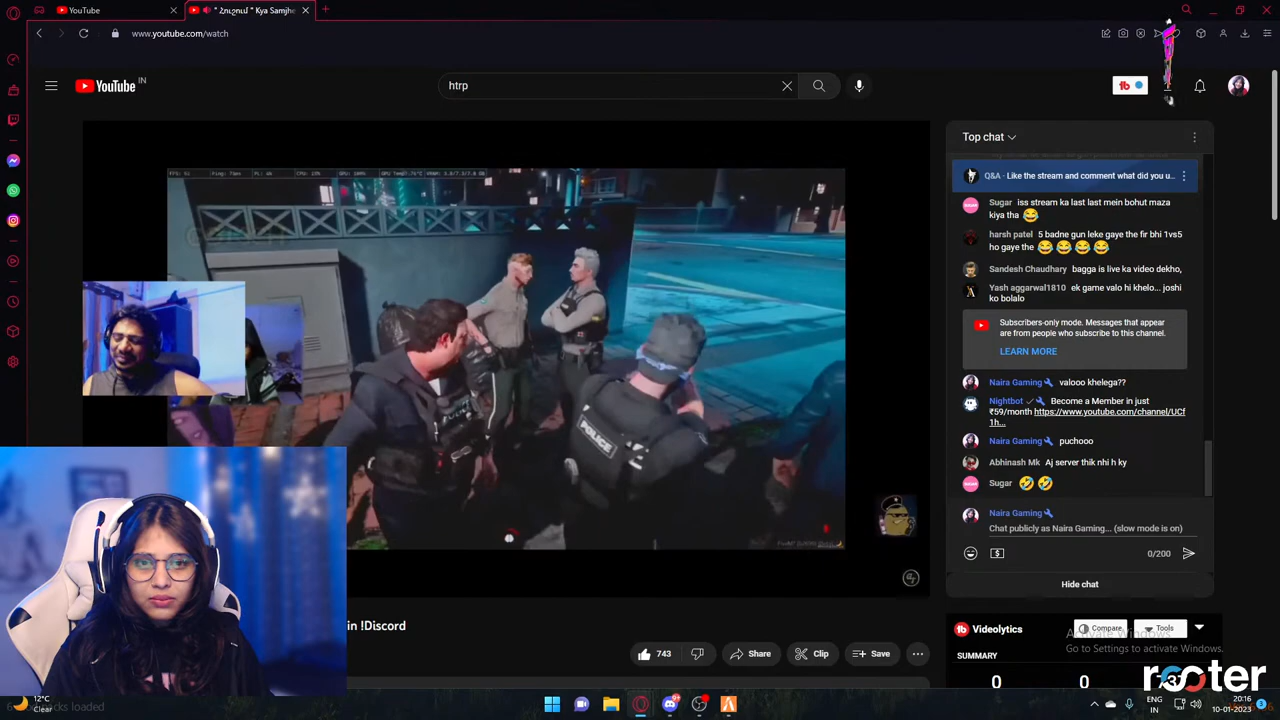 YouTube
" Հուշում " Kya Samjhe
www.youtube.com/watch
YouTube IN
htrp
Top chat
Q&A · Like the stream and comment what did you u...
Sugar iss stream ka last last mein bohut maza
kiya tha 😂
harsh patel 5 badne gun leke gaye the fir bhi 1vs5
ho gaye the 😂😂😂😂
Sandesh Chaudhary bagga is live ka video dekho,
Yash aggarwal1810 ek game valo hi khelo... joshi
ko bolalo
Subscribers-only mode. Messages that appear
are from people who subscribe to this channel.
LEARN MORE
Naira Gaming valooo khelega??
Nightbot Become a Member in just
₹59/month https://www.youtube.com/channel/UCf
1h...
Naira Gaming puchooo
Abhinash Mk Aj server thik nhi h ky
Sugar 🤣🤣
Naira Gaming
Chat publicly as Naira Gaming... (slow mode is on)
0/200
Hide chat
POLICE
in !Discord
743
Share
Clip
Save
Videolytics
Compare
Tools
SUMMARY
0
0
Activate Windows
Go to Settings to activate Windows.
rooter
12°C
Clear
packs loaded
ENG
IN
20:16
10-01-2023